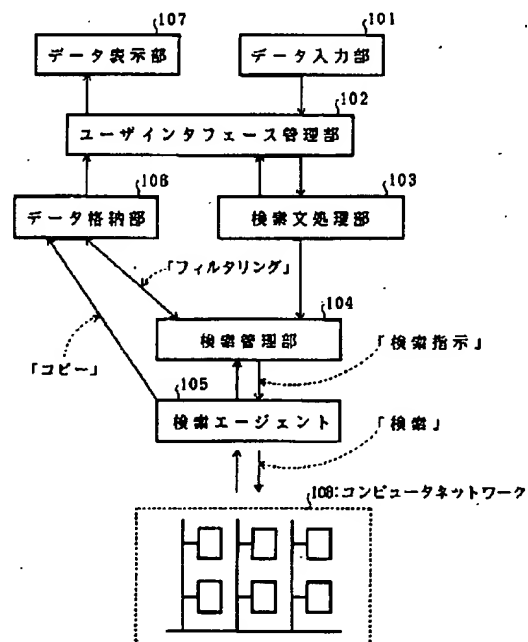 107
101
データ表示部
データ入力部
102
ユーザインタフェース管理部
106
103
データ格納部
検索文処理部
「フィルタリング」
104
検索管理部
「検索指示」
「コピー」
105
検索エージェント
「検索」
108:コンピュータネットワーク